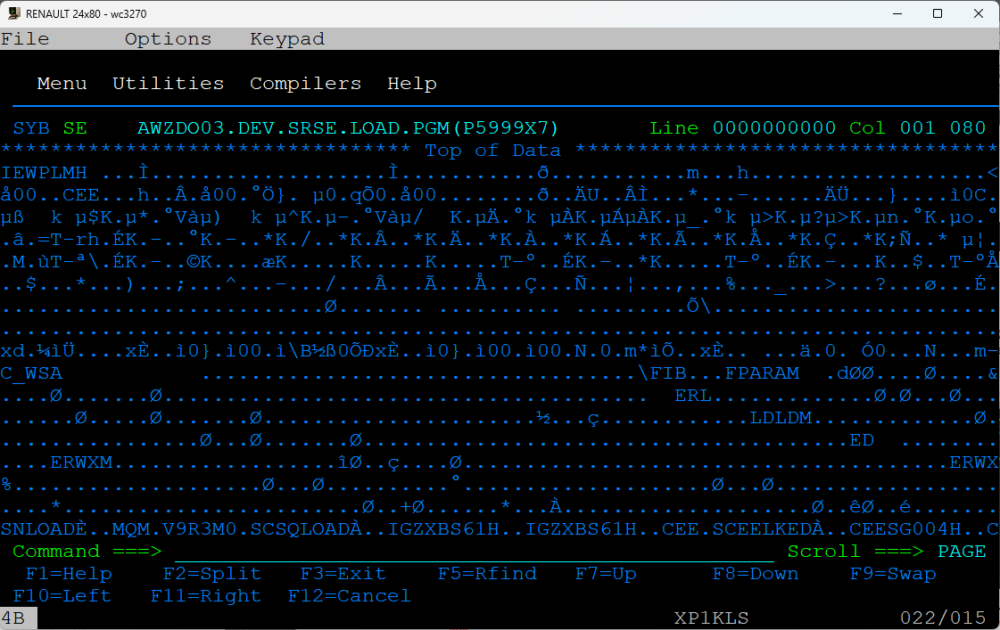 RENAULT 24x80 - wc3270
File      Options   Keypad
Menu  Utilities  Compilers  Help
SYB SE    AWZDO03.DEV.SRSE.LOAD.PGM(P5999X7)       Line 0000000000 Col 001 080
********************************* Top of Data **********************************
IEWPLMH ...Ì...................Ì...........ð...........m...h...................<
å00..CEE...h..Â.å00.°Ö}. µ0.qÕ0.å00........ð..ÄU..ÂÌ...*...-......ÄÜ...}....ì0C.
µß  k µ$K.µ*.°Vàµ)  k µ^K.µ-.°Vàµ/  K.µÄ.°k µÀK.µÁµÀK.µ_.°k µ>K.µ?µ>K.µn.°K.µo.°
.â.=T-rh.ÉK.-..°K -..*K /..*K Â..*K Ä..*K À..*K Á..*K Ã..*K Å..*K.Ç..*K;Ñ..* µ¦.
.M.ùT-ª\.ÉK.-..©K....æK.....K.....K.....T-º..ÉK.-..*K.....T-º..ÉK.-...K..$..T-ºÅ
..$...*...)...;...^...-.../...Â...Ã...Å...Ç...Ñ...¦...,...%..._...>...?...ø...É.
..........................Ø........ .......... .........Õ\......................
................................................................................
xd.¼ìÜ....xÈ..ì0}.ì00.ì\B½ß0ÕÐxÈ..ì0}.ì00.ì00.N.0.m*ìÕ..xÈ.. ...ä.0. Ó0...N...m-
C_WSA           ...................................\FIB...FPARAM  .dØØ....Ø....&
....Ø.......Ø.......................................  ERL.............Ø.Ø...Ø...
......Ø.....Ø.......Ø......................½...ç............LDLDM.............Ø.
................Ø...Ø.......Ø.......................................ED  ........
....ERWXM..................îØ..ç....Ø.......................................ERWX
%....................Ø...Ø..........°....................Ø...Ø..................
....*........................Ø..+Ø......*...À....................Ø..êØ..é.......
SNLOADÈ..MQM.V9R3M0.SCSQLOADÀ..IGZXBS61H..IGZXBS61H..CEE.SCEELKEDÀ..CEESG004H..C
Command ===>                                                   Scroll ===> PAGE
F1=Help    F2=Split   F3=Exit    F5=Rfind   F7=Up      F8=Down    F9=Swap
F10=Left   F11=Right  F12=Cancel
4B                                                    XP1KLS            022/015